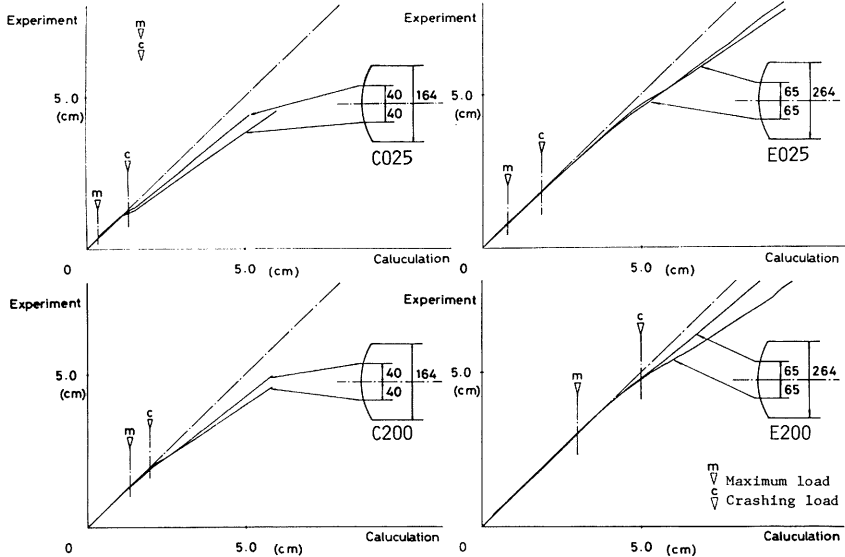 Experiment
m
c
5.0
(cm)
40
40
164
C025
c
m
0
5.0 (cm)
Caluculation
Experiment
5.0
(cm)
65
65
264
E025
c
m
0
5.0 (cm)
Caluculation
Experiment
5.0
(cm)
40
40
164
C200
c
m
0
5.0 (cm)
Caluculation
Experiment
5.0
(cm)
65
65
264
E200
c
m
m Maximum load
c Crashing load
0
5.0 (cm)
Caluculation